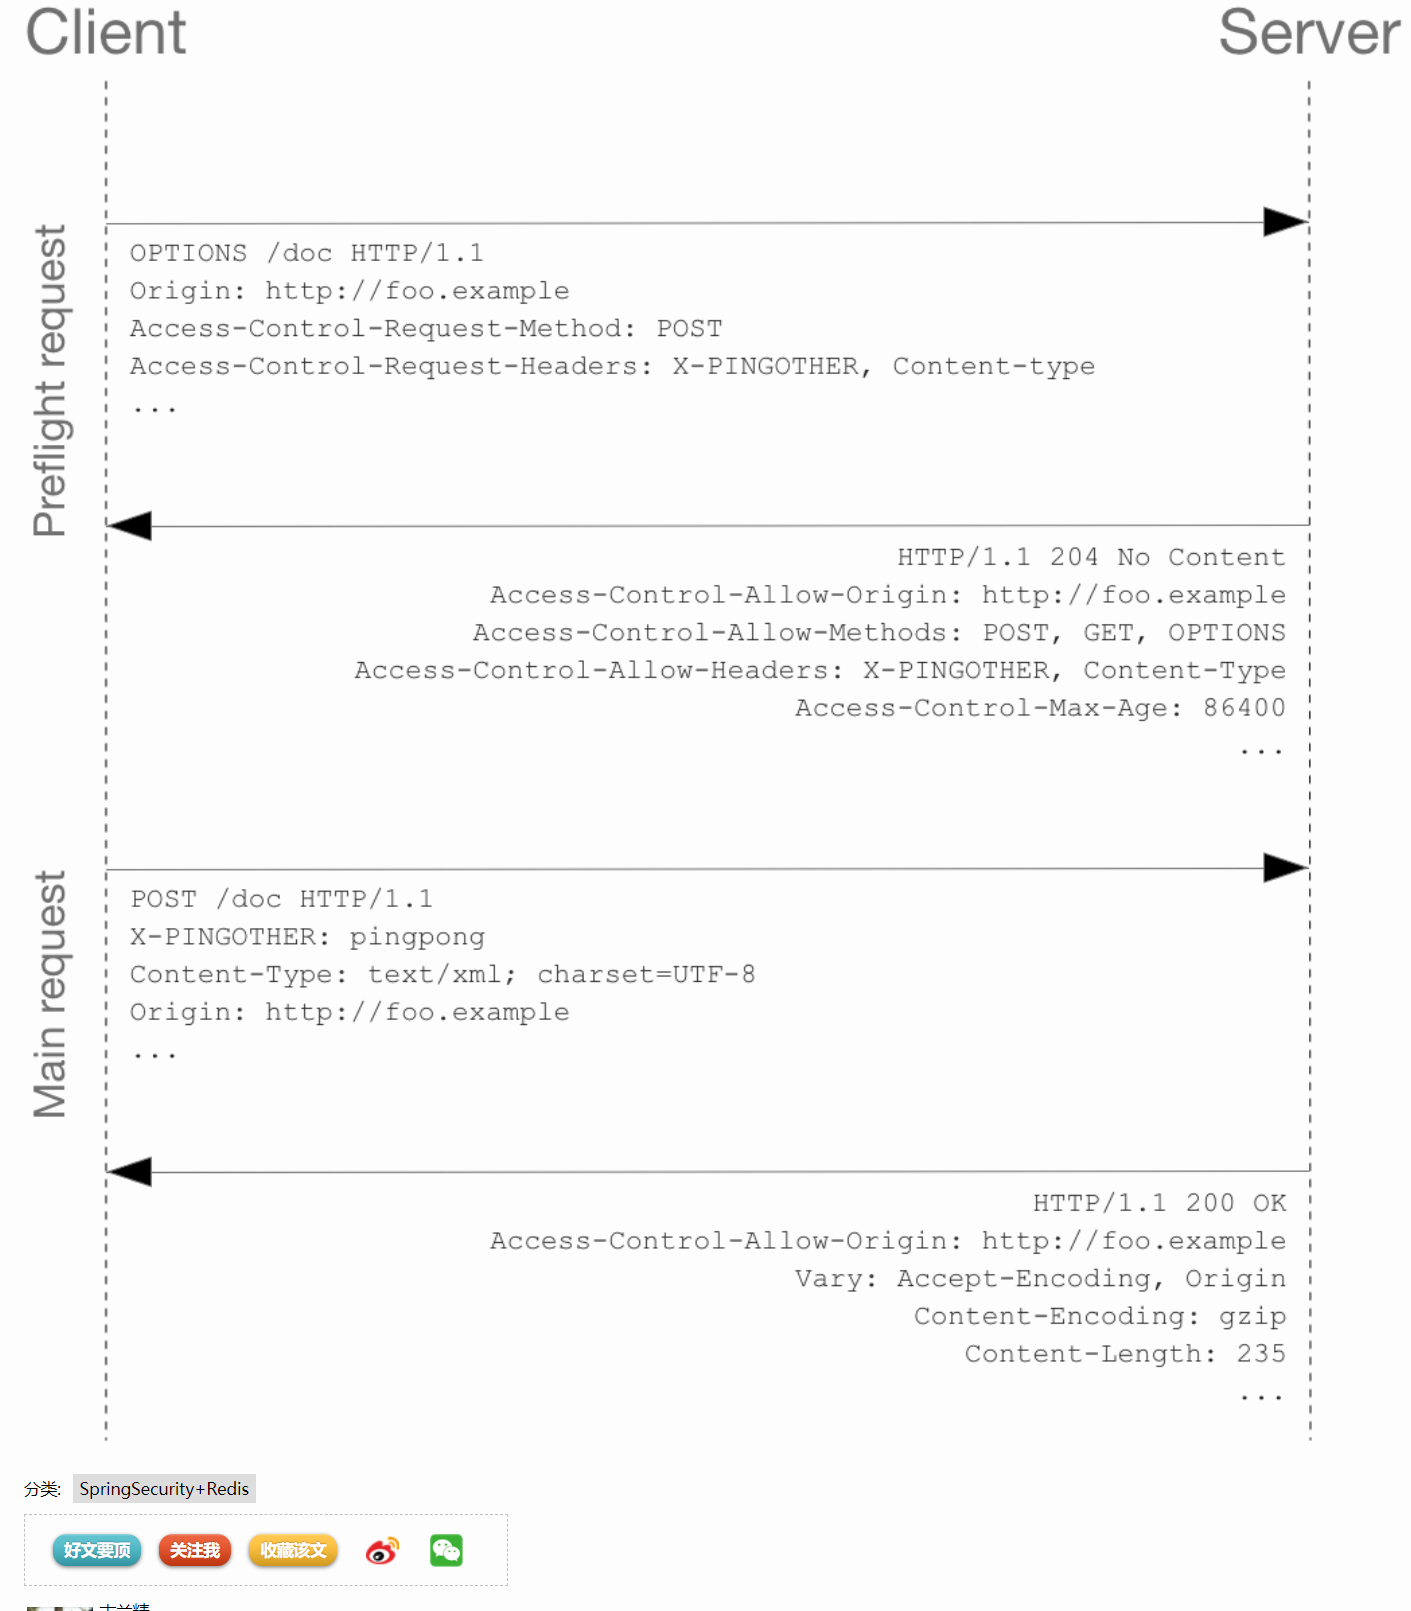 Client
Server
Preflight request
OPTIONS /doc HTTP/1.1
Origin: http://foo.example
Access-Control-Request-Method: POST
Access-Control-Request-Headers: X-PINGOTHER, Content-type
...
HTTP/1.1 204 No Content
Access-Control-Allow-Origin: http://foo.example
Access-Control-Allow-Methods: POST, GET, OPTIONS
Access-Control-Allow-Headers: X-PINGOTHER, Content-Type
Access-Control-Max-Age: 86400
...
Main request
POST /doc HTTP/1.1
X-PINGOTHER: pingpong
Content-Type: text/xml; charset=UTF-8
Origin: http://foo.example
...
HTTP/1.1 200 OK
Access-Control-Allow-Origin: http://foo.example
Vary: Accept-Encoding, Origin
Content-Encoding: gzip
Content-Length: 235
...
分类: SpringSecurity+Redis
好文要顶 关注我 收藏该文